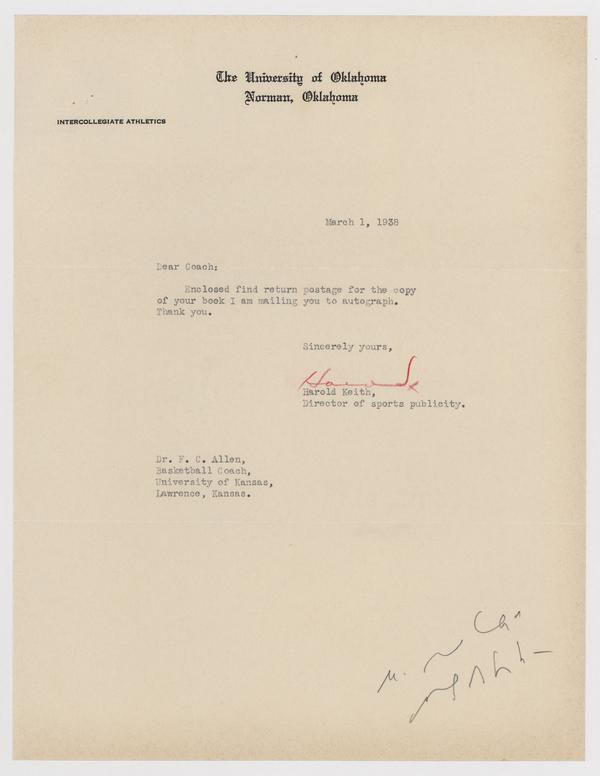 The University of Oklahoma
Norman, Oklahoma
INTERCOLLEGIATE ATHLETICS
March 1, 1938
Dear Coach:
Enclosed find return postage for the copy
of your book I am mailing you to autograph.
Thank you.
Sincerely yours,
Harold
Harold Keith,
Director of sports publicity.
Dr. F. C. Allen,
Basketball Coach,
University of Kansas,
Lawrence, Kansas.